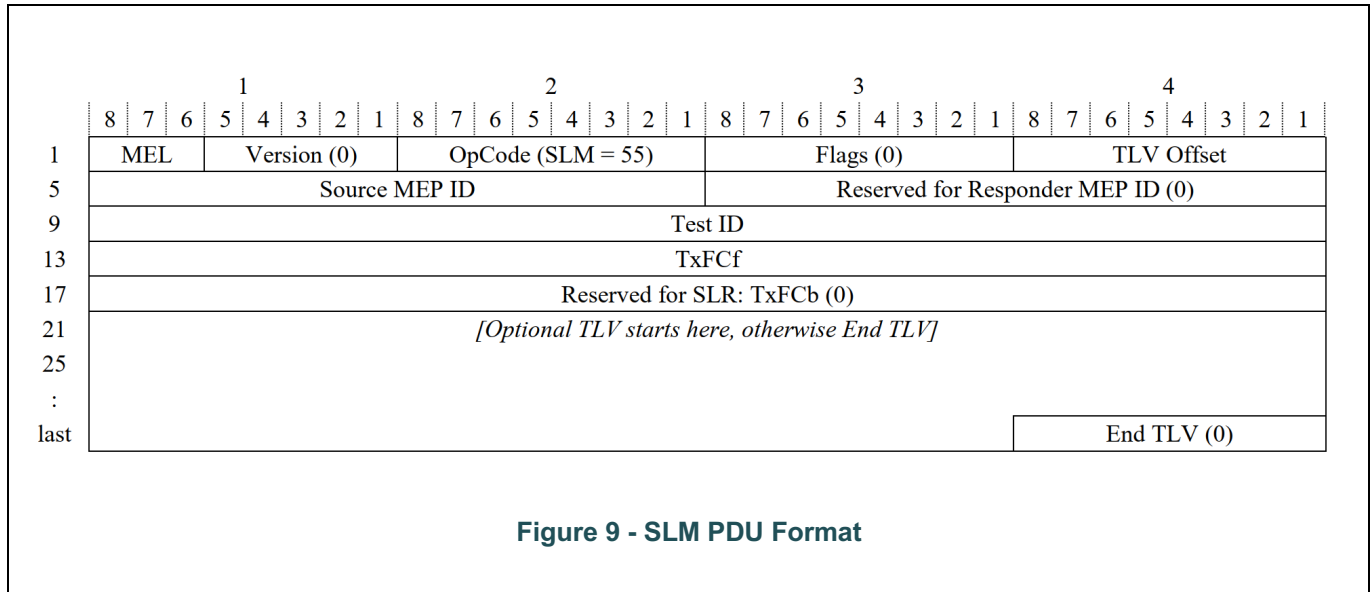 1 2 3 4
8 7 6 5 4 3 2 1 8 7 6 5 4 3 2 1 8 7 6 5 4 3 2 1 8 7 6 5 4 3 2 1
1 MEL Version (0) OpCode (SLM = 55) Flags (0) TLV Offset
5 Source MEP ID Reserved for Responder MEP ID (0)
9 Test ID
13 TxFCf
17 Reserved for SLR: TxFCb (0)
21 [Optional TLV starts here, otherwise End TLV]
25
:
last End TLV (0)
Figure 9 - SLM PDU Format